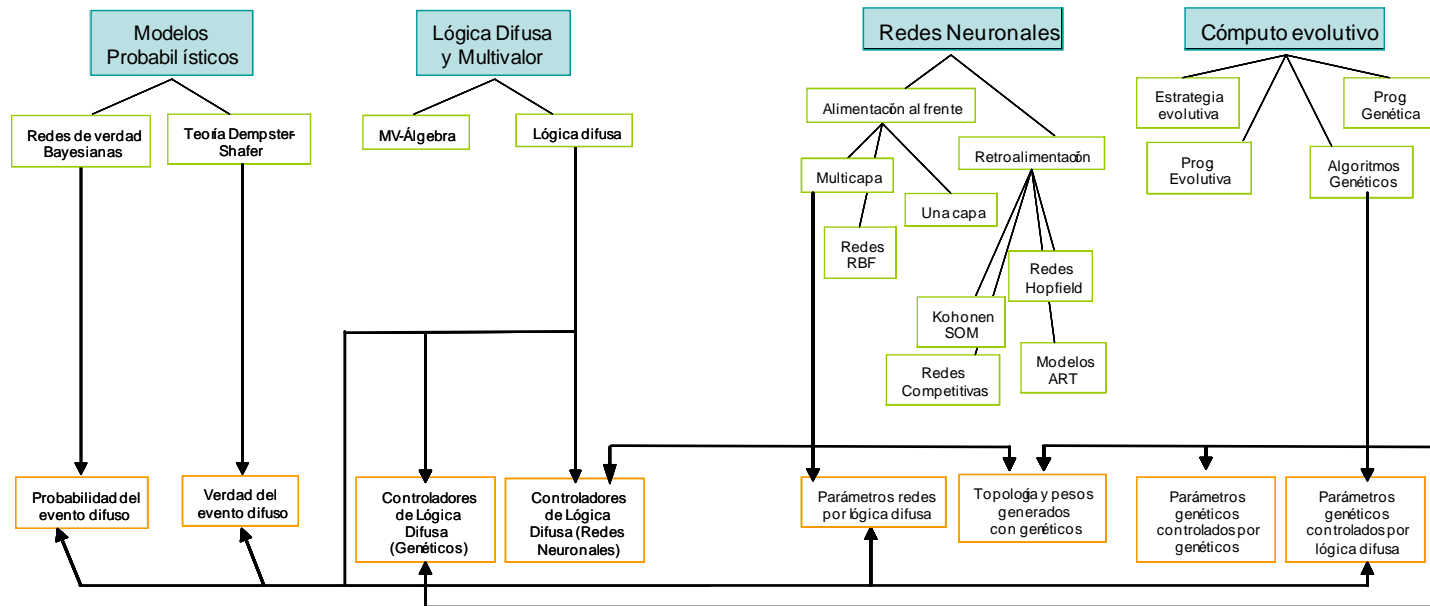 Modelos
Probabil ísticos
Lógica Difusa
y Multivalor
Redes Neuronales
Cómputo evolutivo
Redes de verdad
Bayesianas
Teoría Dempster-
Shafer
MV-Álgebra
Lógica difusa
Alimentación al frente
Multicapa
Una capa
Redes
RBF
Retroalimentación
Kohonen
SOM
Redes
Competitivas
Redes
Hopfield
Modelos
ART
Estrategia
evolutiva
Prog
Genética
Prog
Evolutiva
Algoritmos
Genéticos
Probabilidad del
evento difuso
Verdad del
evento difuso
Controladores
de Lógica
Difusa
(Genéticos)
Controladores
de Lógica
Difusa (Redes
Neuronales)
Parámetros redes
por lógica difusa
Topología y pesos
generados
con genéticos
Parámetros
genéticos
controlados por
genéticos
Parámetros
genéticos
controlados por
lógica difusa